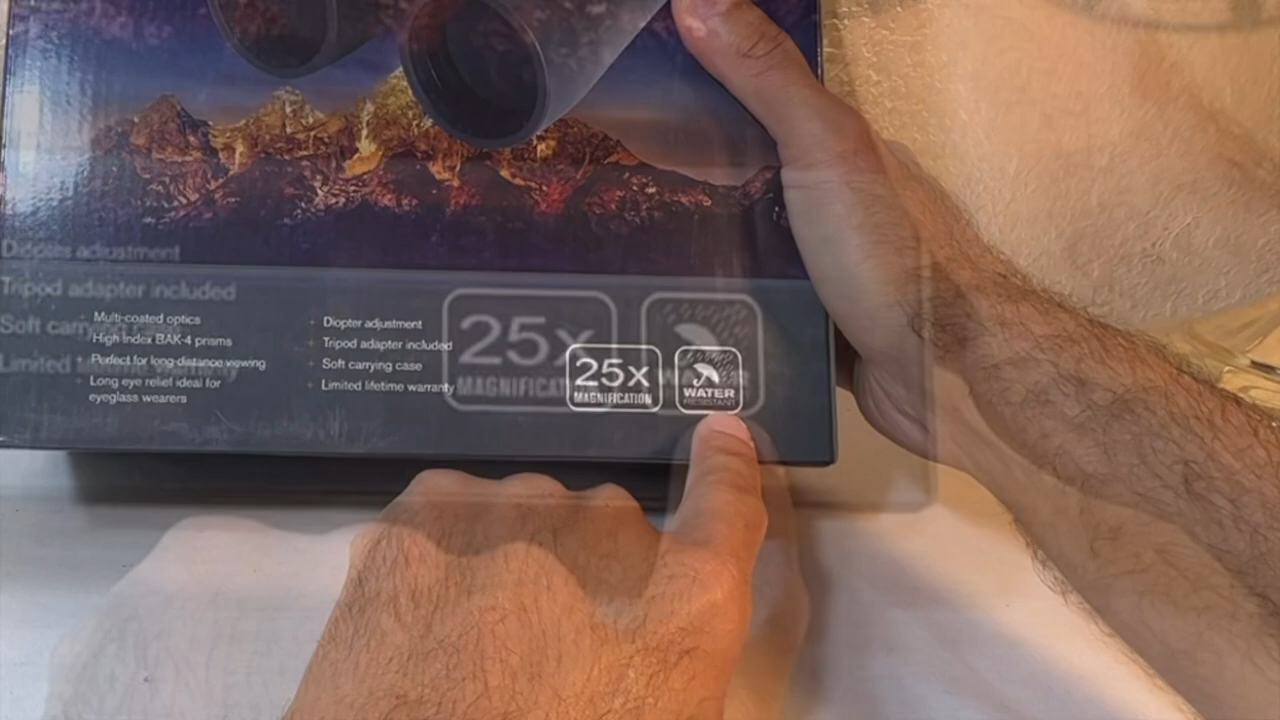 Diopter adjustment
Tripod adapter included
Soft carrying case
Limited lifetime warranty
Multi-coated optics
High index BAK-4 prisms
Perfect for long-distance viewing
Long eye relief ideal for
eyeglass wearers
Diopter adjustment
Tripod adapter included
Soft carrying case
Limited lifetime warranty
25x
MAGNIFICATION
25x
MAGNIFICATION
WATER
RESISTANT